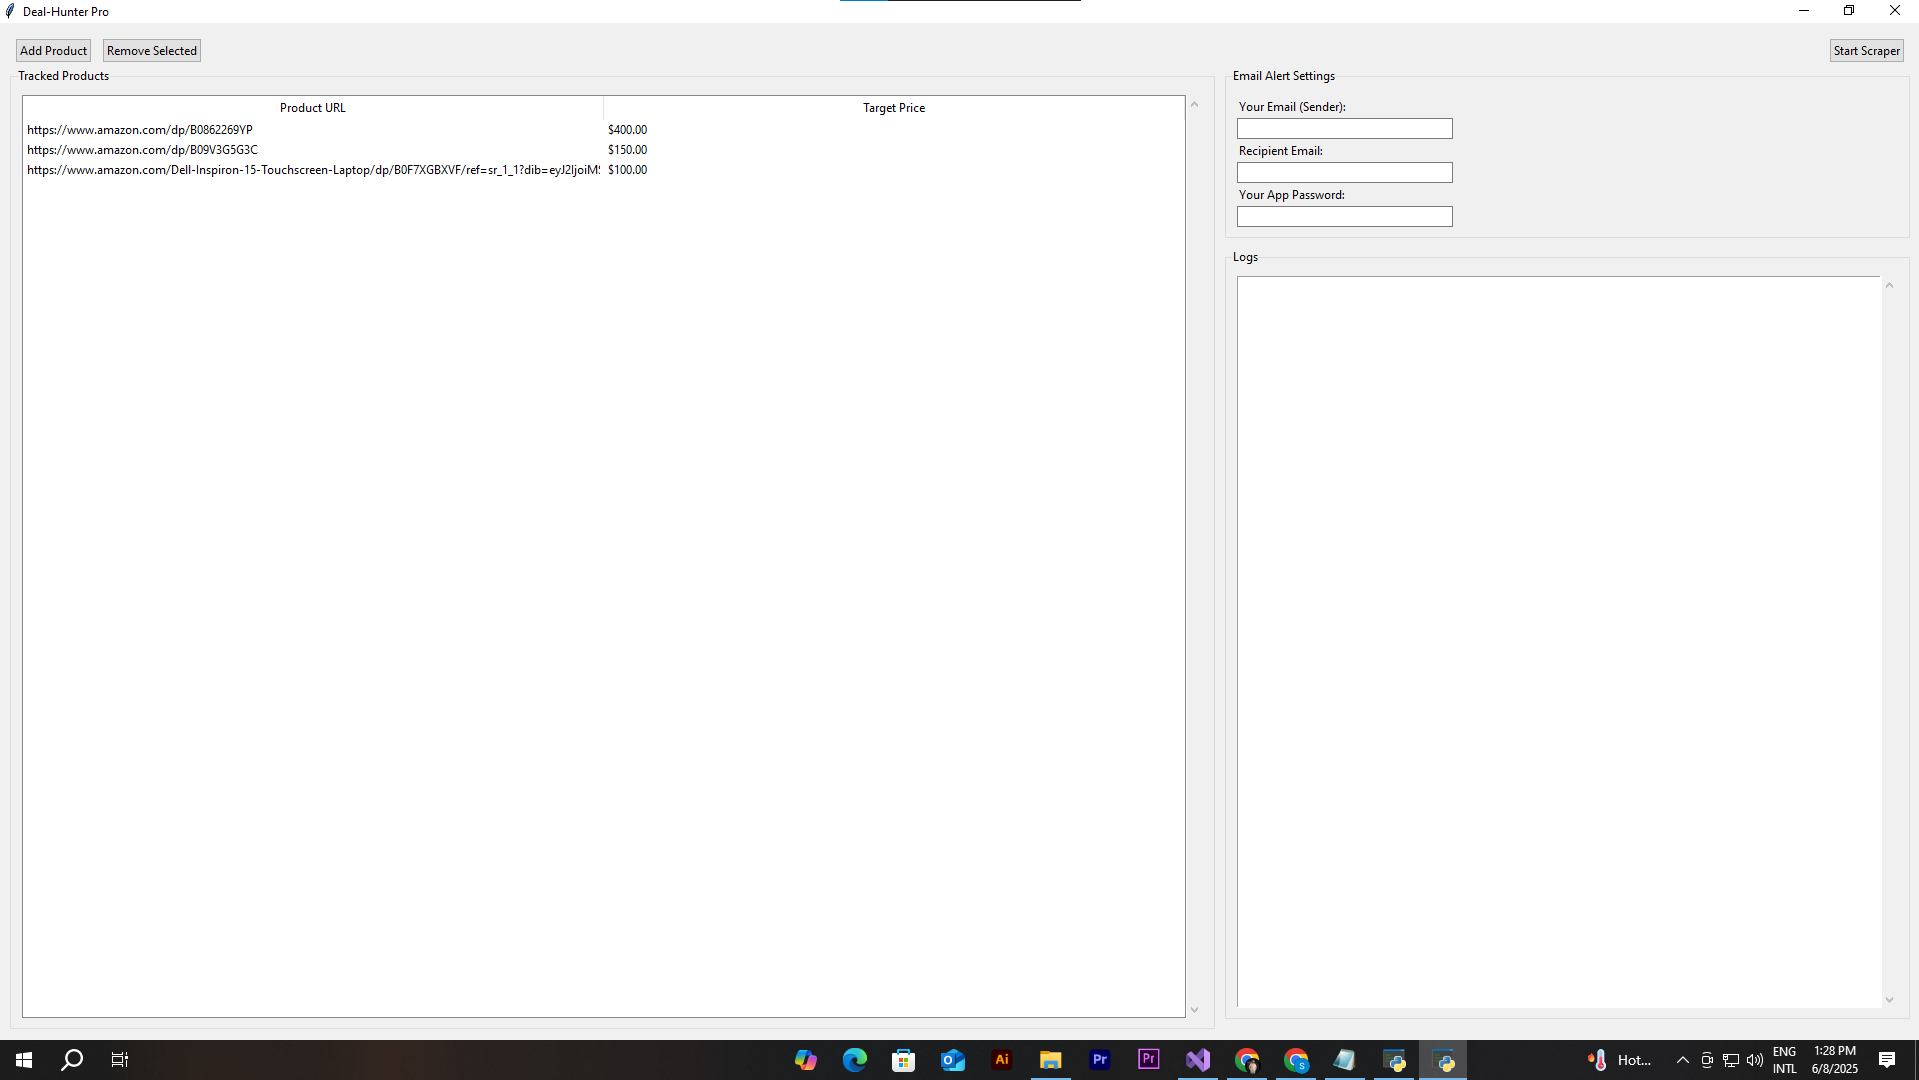 Deal-Hunter Pro
Add Product
Remove Selected
Start Scraper
Tracked Products
Product URL
Target Price
https://www.amazon.com/dp/B0862269YP
$400.00
https://www.amazon.com/dp/B09V3G5G3C
$150.00
https://www.amazon.com/Dell-Inspiron-15-Touchscreen-Laptop/dp/B0F7XGBXVF/ref=sr_1_1?dib=eyJ2IjoiMS
$100.00
Email Alert Settings
Your Email (Sender):
Recipient Email:
Your App Password:
Logs
Ai
Pr
Pr
S
Hot...
ENG
INTL
1:28 PM
6/8/2025